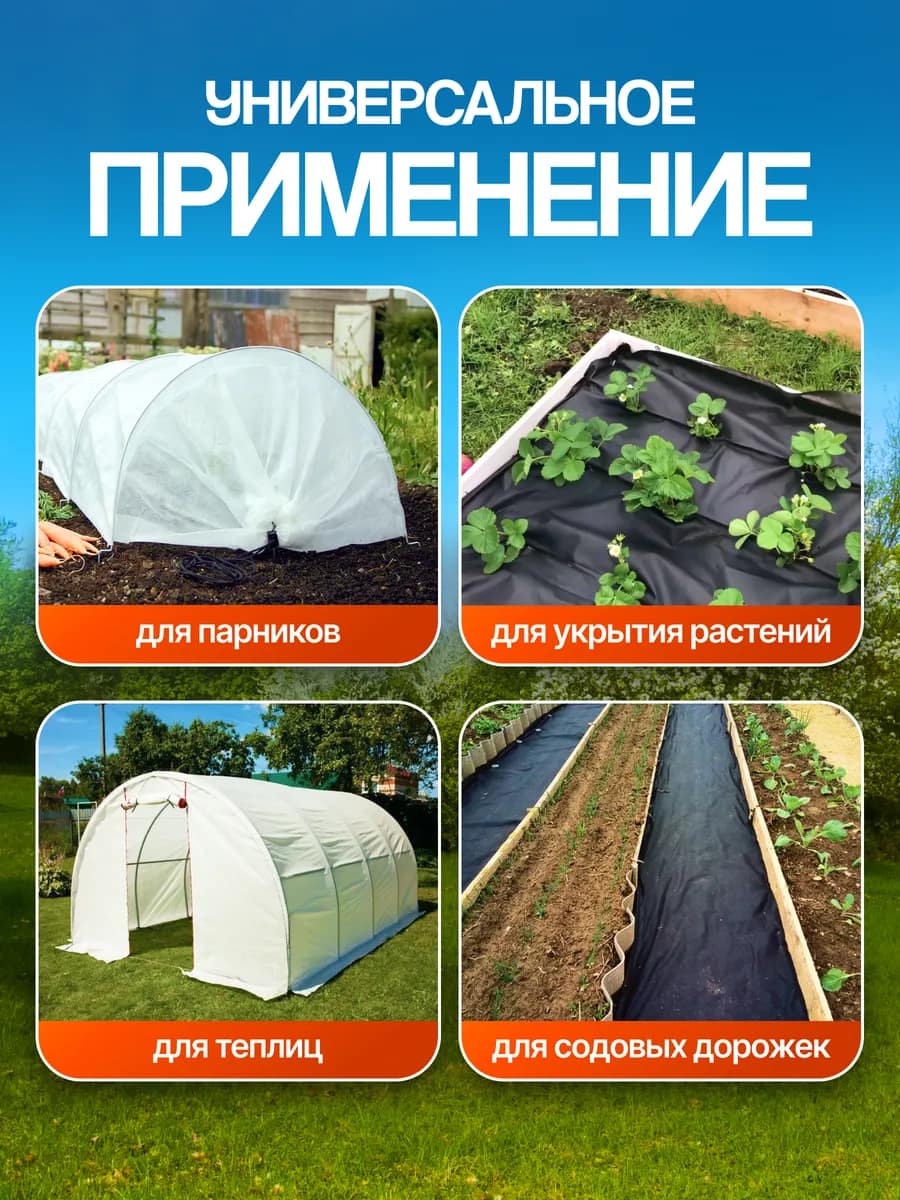 УНИВЕРСАЛЬНОЕ
ПРИМЕНЕНИЕ
для парников
для укрытия растений
для теплиц
для содовых дорожек